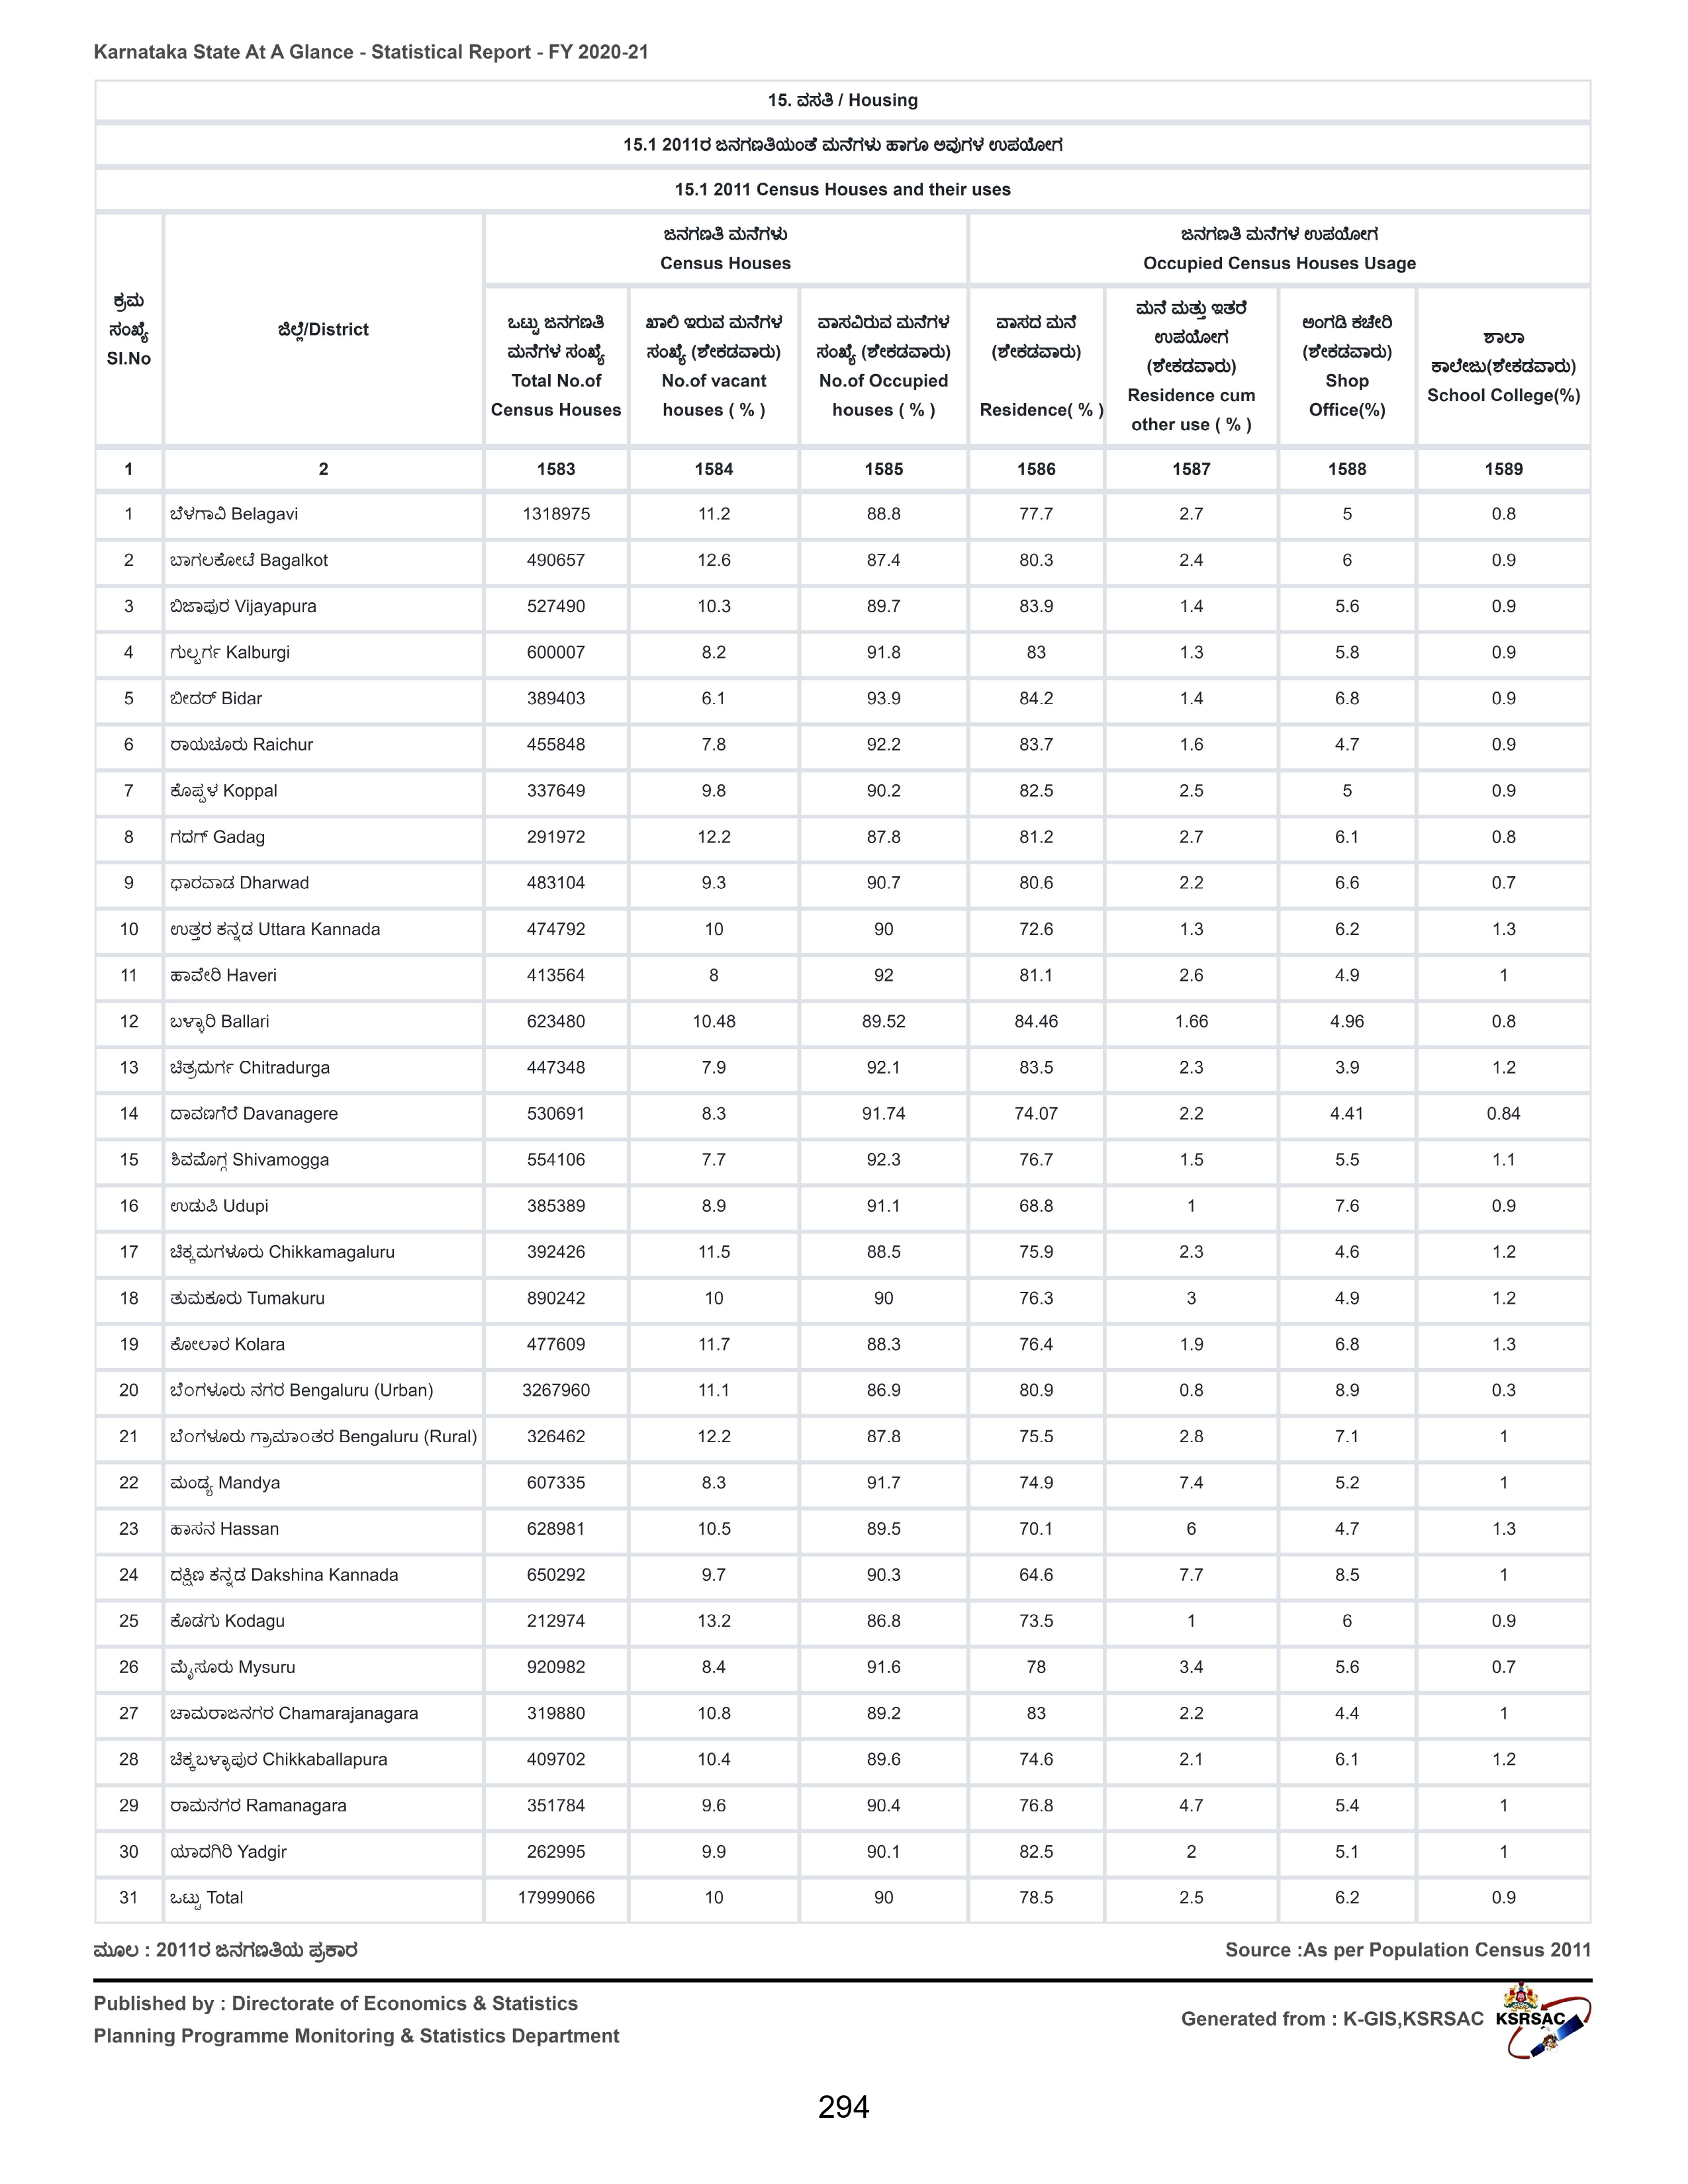 Karnataka State At A Glance - Statistical Report - FY 2020-21
15. ವಸತಿ / Housing
15.1 2011ರ ಜನಗಣತಿಯಂತೆ ಮನೆಗಳು ಹಾಗೂ ಅವುಗಳ ಉಪಯೋಗ
15.1 2011 Census Houses and their uses
ಕ್ರಮ ಸಂಖ್ಯೆ Sl.No
ಜಿಲ್ಲೆ/District
ಜನಗಣತಿ ಮನೆಗಳು
Census Houses
ಜನಗಣತಿ ಮನೆಗಳ ಉಪಯೋಗ
Occupied Census Houses Usage
ಒಟ್ಟು ಜನಗಣತಿ ಮನೆಗಳ ಸಂಖ್ಯೆ Total No.of Census Houses
ಖಾಲಿ ಇರುವ ಮನೆಗಳ ಸಂಖ್ಯೆ (ಶೇಕಡವಾರು) No.of vacant houses ( % )
ವಾಸವಿರುವ ಮನೆಗಳ ಸಂಖ್ಯೆ (ಶೇಕಡವಾರು) No.of Occupied houses ( % )
ವಾಸದ ಮನೆ (ಶೇಕಡವಾರು) Residence( % )
ಮನೆ ಮತ್ತು ಇತರೆ ಉಪಯೋಗ (ಶೇಕಡವಾರು) Residence cum other use ( % )
ಅಂಗಡಿ ಕಚೇರಿ (ಶೇಕಡವಾರು) Shop Office(%)
ಶಾಲಾ ಕಾಲೇಜು(ಶೇಕಡವಾರು) School College(%)
1 2 1583 1584 1585 1586 1587 1588 1589
1 ಬೆಳಗಾವಿ Belagavi 1318975 11.2 88.8 77.7 2.7 5 0.8
2 ಬಾಗಲಕೋಟೆ Bagalkot 490657 12.6 87.4 80.3 2.4 6 0.9
3 ಬಿಜಾಪುರ Vijayapura 527490 10.3 89.7 83.9 1.4 5.6 0.9
4 ಗುಲ್ಬರ್ಗ Kalburgi 600007 8.2 91.8 83 1.3 5.8 0.9
5 ಬೀದರ್ Bidar 389403 6.1 93.9 84.2 1.4 6.8 0.9
6 ರಾಯಚೂರು Raichur 455848 7.8 92.2 83.7 1.6 4.7 0.9
7 ಕೊಪ್ಪಳ Koppal 337649 9.8 90.2 82.5 2.5 5 0.9
8 ಗದಗ್ Gadag 291972 12.2 87.8 81.2 2.7 6.1 0.8
9 ಧಾರವಾಡ Dharwad 483104 9.3 90.7 80.6 2.2 6.6 0.7
10 ಉತ್ತರ ಕನ್ನಡ Uttara Kannada 474792 10 90 72.6 1.3 6.2 1.3
11 ಹಾವೇರಿ Haveri 413564 8 92 81.1 2.6 4.9 1
12 ಬಳ್ಳಾರಿ Ballari 623480 10.48 89.52 84.46 1.66 4.96 0.8
13 ಚಿತ್ರದುರ್ಗ Chitradurga 447348 7.9 92.1 83.5 2.3 3.9 1.2
14 ದಾವಣಗೆರೆ Davanagere 530691 8.3 91.74 74.07 2.2 4.41 0.84
15 ಶಿವಮೊಗ್ಗ Shivamogga 554106 7.7 92.3 76.7 1.5 5.5 1.1
16 ಉಡುಪಿ Udupi 385389 8.9 91.1 68.8 1 7.6 0.9
17 ಚಿಕ್ಕಮಗಳೂರು Chikkamagaluru 392426 11.5 88.5 75.9 2.3 4.6 1.2
18 ತುಮಕೂರು Tumakuru 890242 10 90 76.3 3 4.9 1.2
19 ಕೋಲಾರ Kolara 477609 11.7 88.3 76.4 1.9 6.8 1.3
20 ಬೆಂಗಳೂರು ನಗರ Bengaluru (Urban) 3267960 11.1 86.9 80.9 0.8 8.9 0.3
21 ಬೆಂಗಳೂರು ಗ್ರಾಮಾಂತರ Bengaluru (Rural) 326462 12.2 87.8 75.5 2.8 7.1 1
22 ಮಂಡ್ಯ Mandya 607335 8.3 91.7 74.9 7.4 5.2 1
23 ಹಾಸನ Hassan 628981 10.5 89.5 70.1 6 4.7 1.3
24 ದಕ್ಷಿಣ ಕನ್ನಡ Dakshina Kannada 650292 9.7 90.3 64.6 7.7 8.5 1
25 ಕೊಡಗು Kodagu 212974 13.2 86.8 73.5 1 6 0.9
26 ಮೈಸೂರು Mysuru 920982 8.4 91.6 78 3.4 5.6 0.7
27 ಚಾಮರಾಜನಗರ Chamarajanagara 319880 10.8 89.2 83 2.2 4.4 1
28 ಚಿಕ್ಕಬಳ್ಳಾಪುರ Chikkaballapura 409702 10.4 89.6 74.6 2.1 6.1 1.2
29 ರಾಮನಗರ Ramanagara 351784 9.6 90.4 76.8 4.7 5.4 1
30 ಯಾದಗಿರಿ Yadgir 262995 9.9 90.1 82.5 2 5.1 1
31 ಒಟ್ಟು Total 17999066 10 90 78.5 2.5 6.2 0.9
ಮೂಲ : 2011ರ ಜನಗಣತಿಯ ಪ್ರಕಾರ Source :As per Population Census 2011
Published by : Directorate of Economics & Statistics
Planning Programme Monitoring & Statistics Department
Generated from : K-GIS,KSRSAC
KSRSAC
294